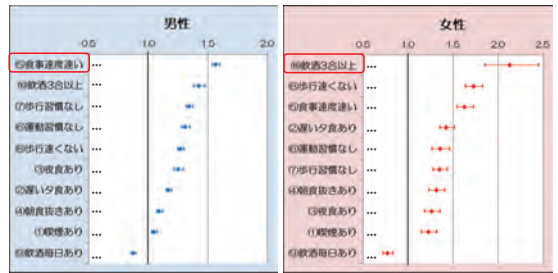 男性
0.5 1.0 1.5 2.0
⑤食事速度速い ...
⑩飲酒3合以上 ...
⑦歩行習慣なし ...
⑥運動習慣なし ...
⑧歩行速くない ...
③夜食あり ...
②遅い夕食あり ...
④朝食抜きあり ...
①喫煙あり ...
⑨飲酒毎日あり ...
女性
0.5 1.0 1.5 2.0 2.5
⑩飲酒3合以上 ...
⑧歩行速くない ...
⑤食事速度速い ...
②遅い夕食あり ...
⑥運動習慣なし ...
⑦歩行習慣なし ...
④朝食抜きあり ...
③夜食あり ...
①喫煙あり ...
⑨飲酒毎日あり ...